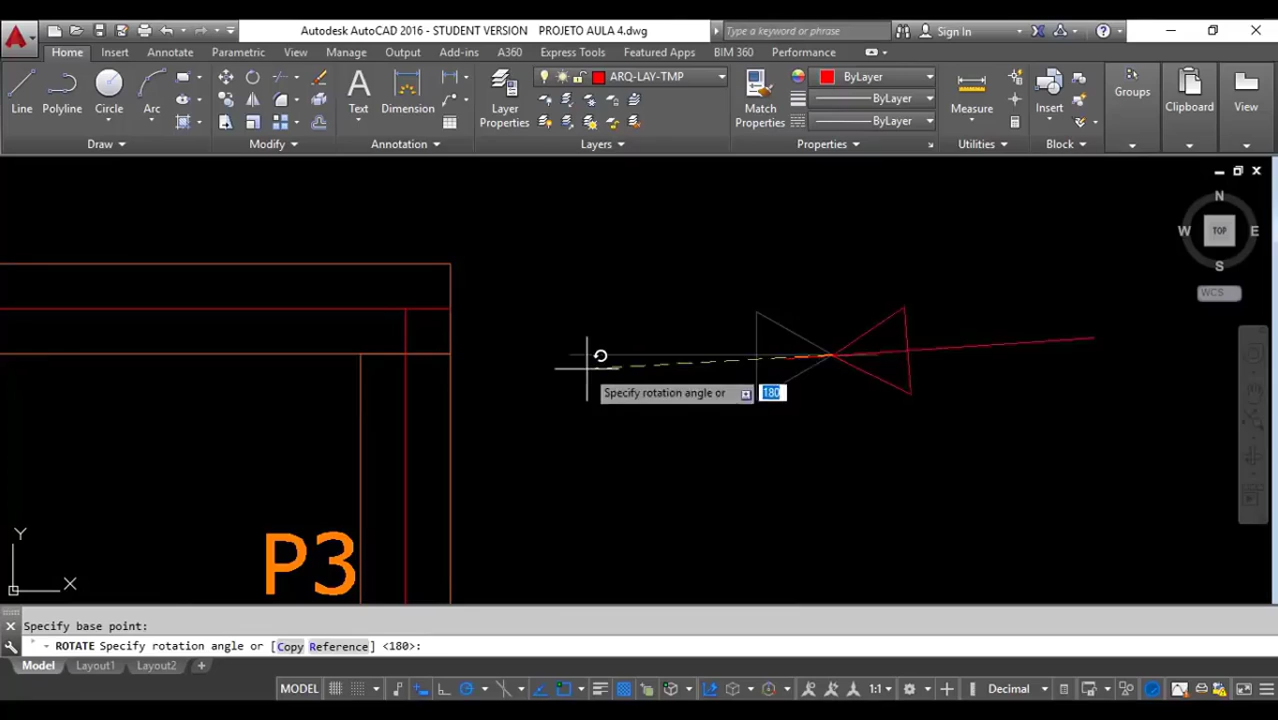 Autodesk AutoCAD 2016 - STUDENT VERSION PROJETO AULA 4.dwg
Type a keyword or phrase
Sign In
Home Insert Annotate Parametric View Manage Output Add-ins A360 Express Tools Featured Apps BIM 360 Performance
ARQ-LAY-TMP
ByLayer
ByLayer
ByLayer
Line Polyline Circle Arc Text Dimension Layer Properties Match Properties Measure Insert Groups Clipboard View
Draw Modify Annotation Layers Properties Utilities Block
N
W TOP E
S
WCS
Specify rotation angle or 180
P3
Y
X
Specify base point:
ROTATE Specify rotation angle or [Copy Reference] <180>:
Model Layout1 Layout2 +
MODEL 1:1 Decimal